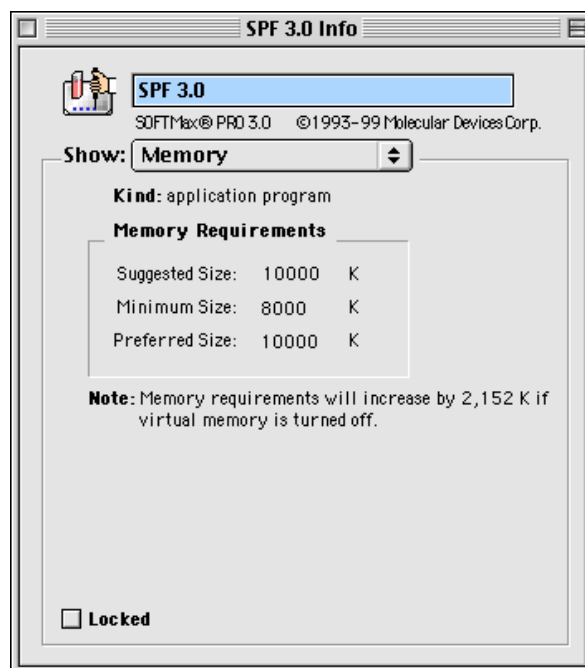 SPF 3.0 Info
SPF 3.0
SOFTMax® PRO 3.0 ©1993-99 Molecular Devices Corp.
Show: Memory
Kind: application program
Memory Requirements
Suggested Size: 10000 K
Minimum Size: 8000 K
Preferred Size: 10000 K
Note: Memory requirements will increase by 2,152 K if
virtual memory is turned off.
Locked